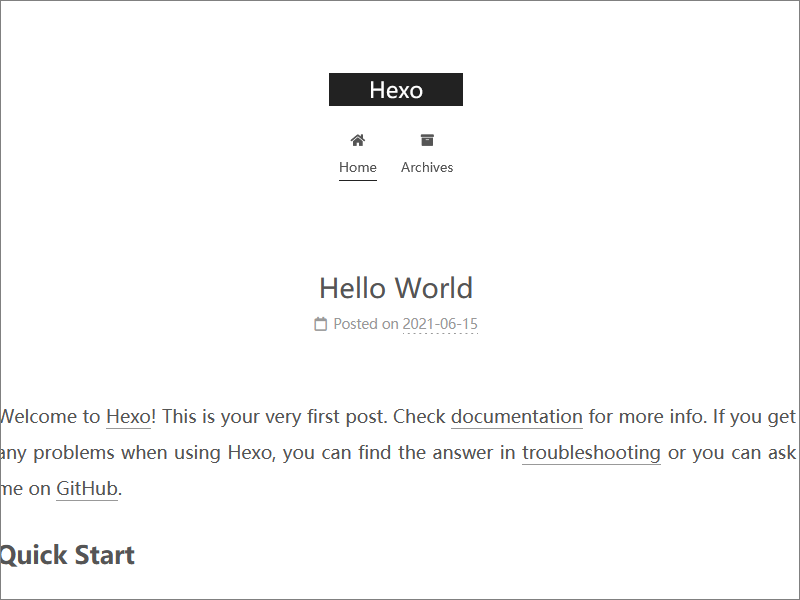 Hexo
Home Archives
Hello World
Posted on 2021-06-15
Welcome to Hexo! This is your very first post. Check documentation for more info. If you get
any problems when using Hexo, you can find the answer in troubleshooting or you can ask
me on GitHub.
Quick Start